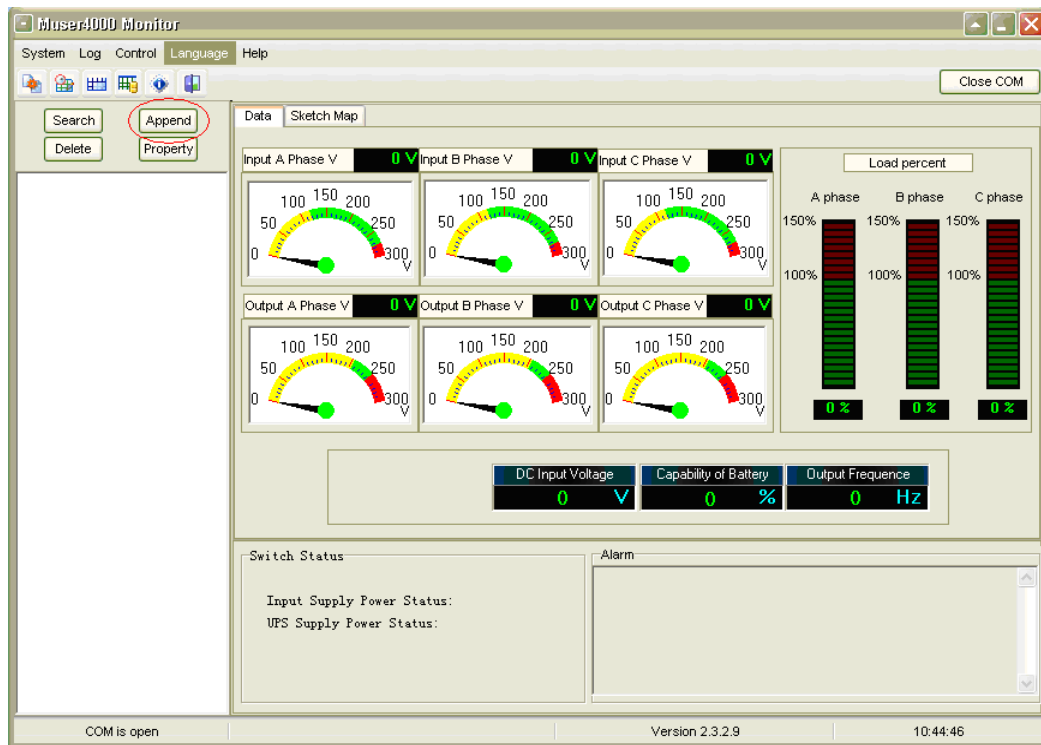 Muser4000 Monitor
System Log Control Language Help
Close COM
Search Append
Delete Property
Data Sketch Map
Input A Phase V 0 V Input B Phase V 0 V Input C Phase V 0 V
0 50 100 150 200 250 300 V
0 50 100 150 200 250 300 V
0 50 100 150 200 250 300 V
Output A Phase V 0 V Output B Phase V 0 V Output C Phase V 0 V
0 50 100 150 200 250 300 V
0 50 100 150 200 250 300 V
0 50 100 150 200 250 300 V
Load percent
A phase B phase C phase
150% 150% 150%
100% 100% 100%
0 % 0 % 0 %
DC Input Voltage Capability of Battery Output Frequence
0 V 0 % 0 Hz
Switch Status
Input Supply Power Status:
UPS Supply Power Status:
Alarm
COM is open Version 2.3.2.9 10:44:46